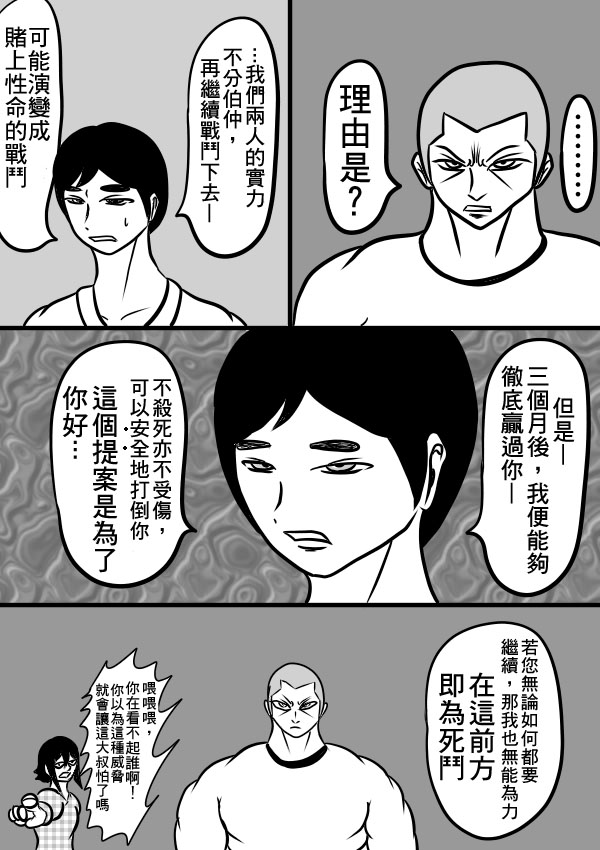 ………
理由是？
…我們兩人的實力
不分伯仲，
再繼續戰鬥下去—
可能演變成
賭上性命的戰鬥
但是—
三個月後，我便能夠
徹底贏過你—
不殺死亦不受傷，
可以安全地打倒你
這個提案是為了
你好…
若您無論如何都要
繼續，那我也無能為力
在這前方
即為死鬥
喂喂喂，
你在看不起誰啊！
你以為這種威脅
就會讓這大叔怕了嗎